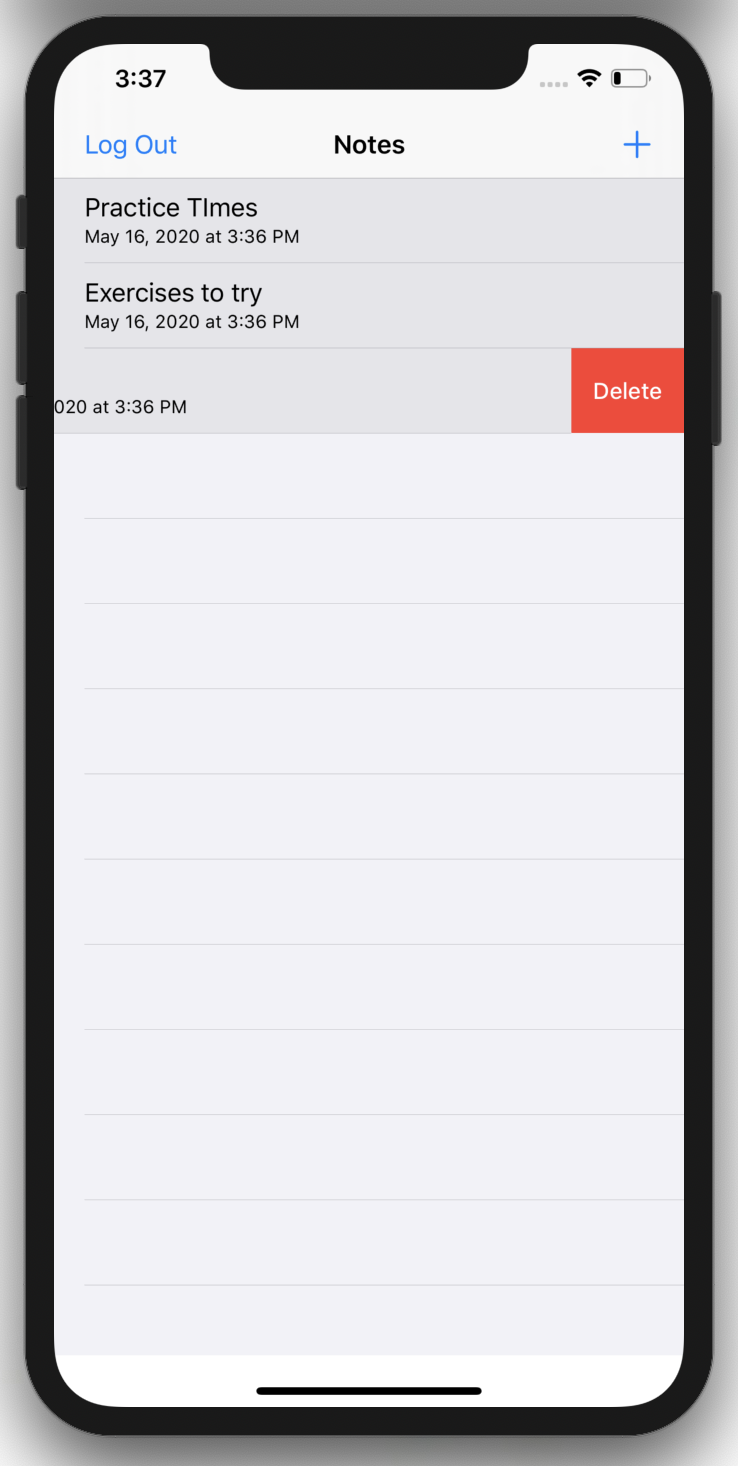 3:37
Log Out Notes +
Practice TImes
May 16, 2020 at 3:36 PM
Exercises to try
May 16, 2020 at 3:36 PM
020 at 3:36 PM Delete